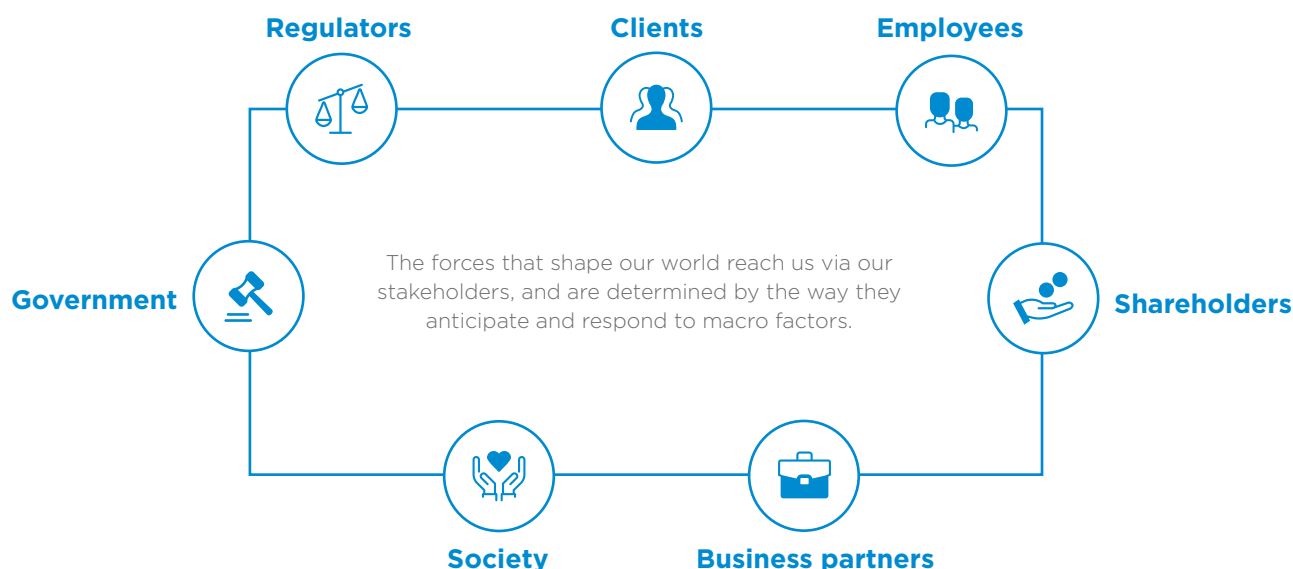 Regulators
Clients
Employees
Government
The forces that shape our world reach us via our
stakeholders, and are determined by the way they
anticipate and respond to macro factors.
Shareholders
Society
Business partners